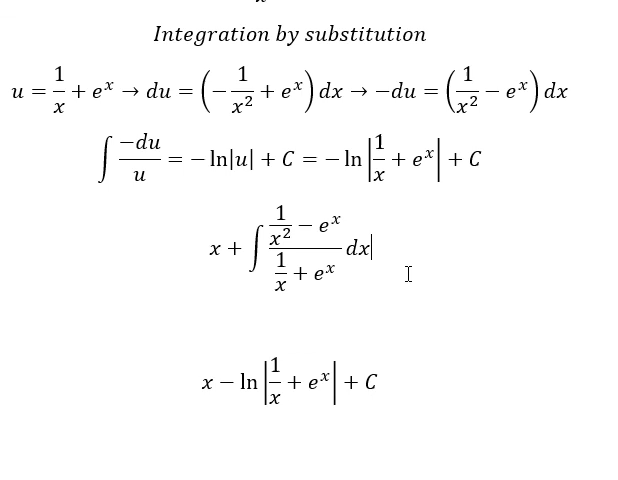 Integration by substitution
u = 1/x + e^x → du = (−1/x² + e^x) dx → −du = (1/x² − e^x) dx
∫ −du/u = − ln|u| + C = − ln|1/x + e^x| + C
x + ∫ (1/x² − e^x)/(1/x + e^x) dx
x − ln|1/x + e^x| + C